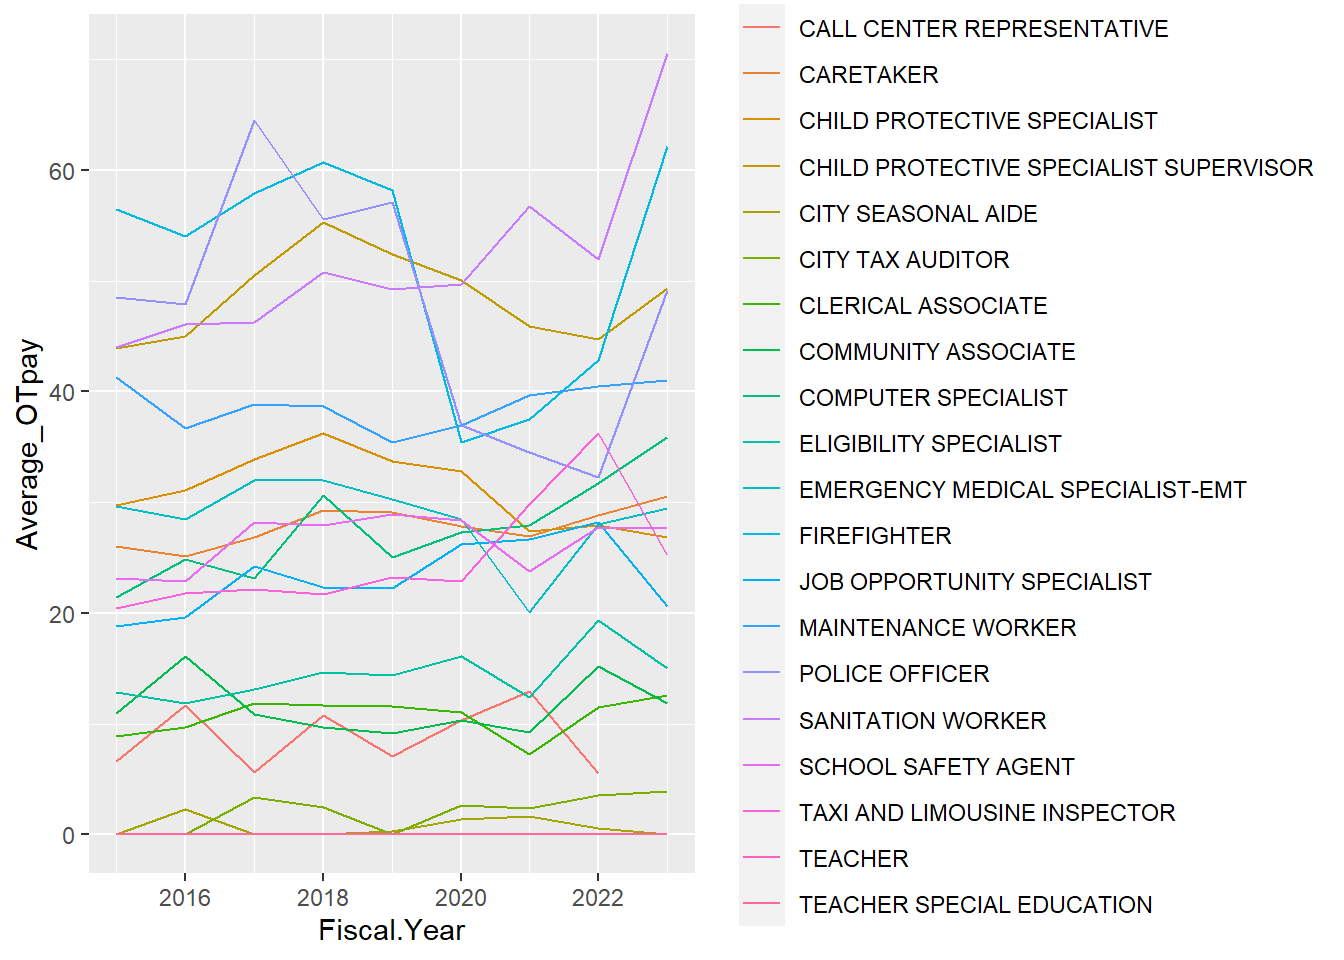 Average_OTpay
60
40
20
0
2016
2018
2020
2022
Fiscal.Year
CALL CENTER REPRESENTATIVE
CARETAKER
CHILD PROTECTIVE SPECIALIST
CHILD PROTECTIVE SPECIALIST SUPERVISOR
CITY SEASONAL AIDE
CITY TAX AUDITOR
CLERICAL ASSOCIATE
COMMUNITY ASSOCIATE
COMPUTER SPECIALIST
ELIGIBILITY SPECIALIST
EMERGENCY MEDICAL SPECIALIST-EMT
FIREFIGHTER
JOB OPPORTUNITY SPECIALIST
MAINTENANCE WORKER
POLICE OFFICER
SANITATION WORKER
SCHOOL SAFETY AGENT
TAXI AND LIMOUSINE INSPECTOR
TEACHER
TEACHER SPECIAL EDUCATION